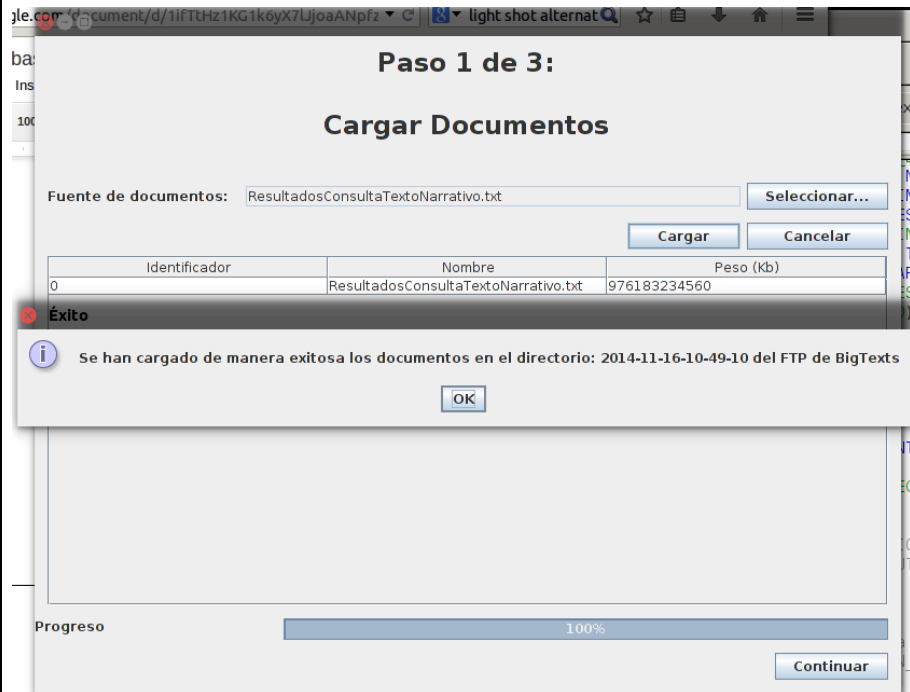 gle.com/document/d/1ifTtHz1KG1k6yX7lJjoaANpfz
light shot alternat
Ins
100
Paso 1 de 3:
Cargar Documentos
Fuente de documentos: ResultadosConsultaTextoNarrativo.txt Seleccionar...
Cargar Cancelar
Identificador Nombre Peso (Kb)
0 ResultadosConsultaTextoNarrativo.txt 976183234560
Éxito
Se han cargado de manera exitosa los documentos en el directorio: 2014-11-16-10-49-10 del FTP de BigTexts
OK
Progreso 100%
Continuar